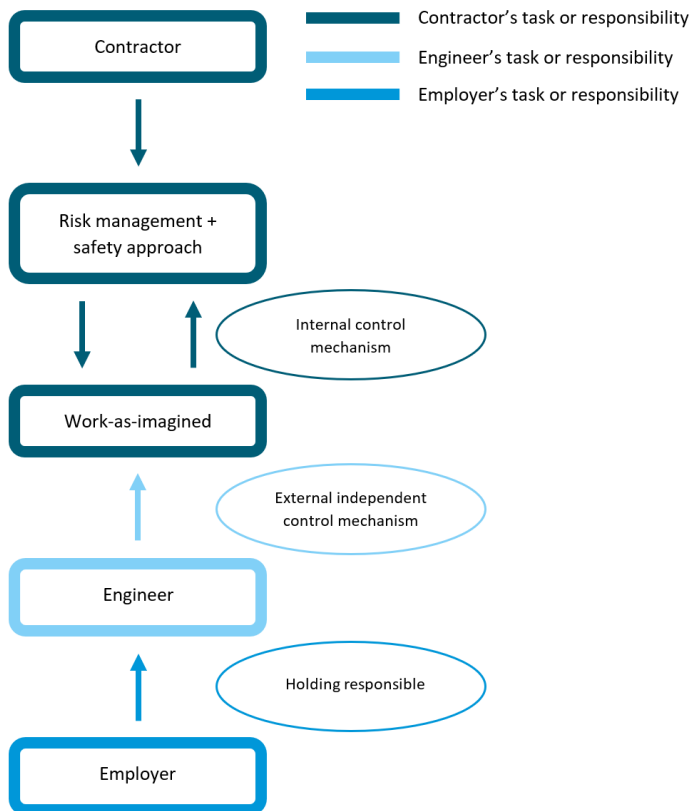 Contractor
Contractor’s task or responsibility
Engineer’s task or responsibility
Employer’s task or responsibility
Risk management +
safety approach
Internal control
mechanism
Work-as-imagined
External independent
control mechanism
Engineer
Holding responsible
Employer